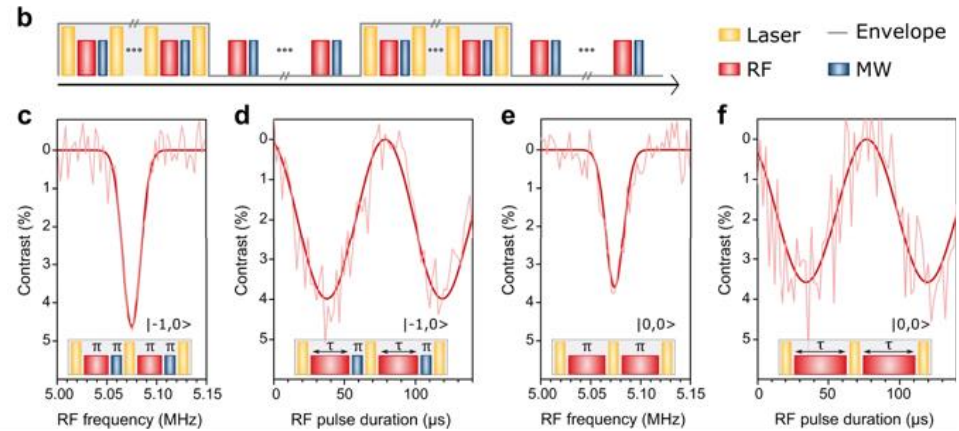 b
Laser
Envelope
RF
MW
c
d
e
f
Contrast (%)
0
1
2
3
4
5
|-1,0>
π π π π
5.00 5.05 5.10 5.15
RF frequency (MHz)
Contrast (%)
0
1
2
3
4
5
|-1,0>
τ π τ π
0 50 100
RF pulse duration (μs)
Contrast (%)
0
1
2
3
4
5
|0,0>
π π
5.00 5.05 5.10 5.15
RF frequency (MHz)
Contrast (%)
0
1
2
3
4
5
|0,0>
τ τ
0 50 100
RF pulse duration (μs)